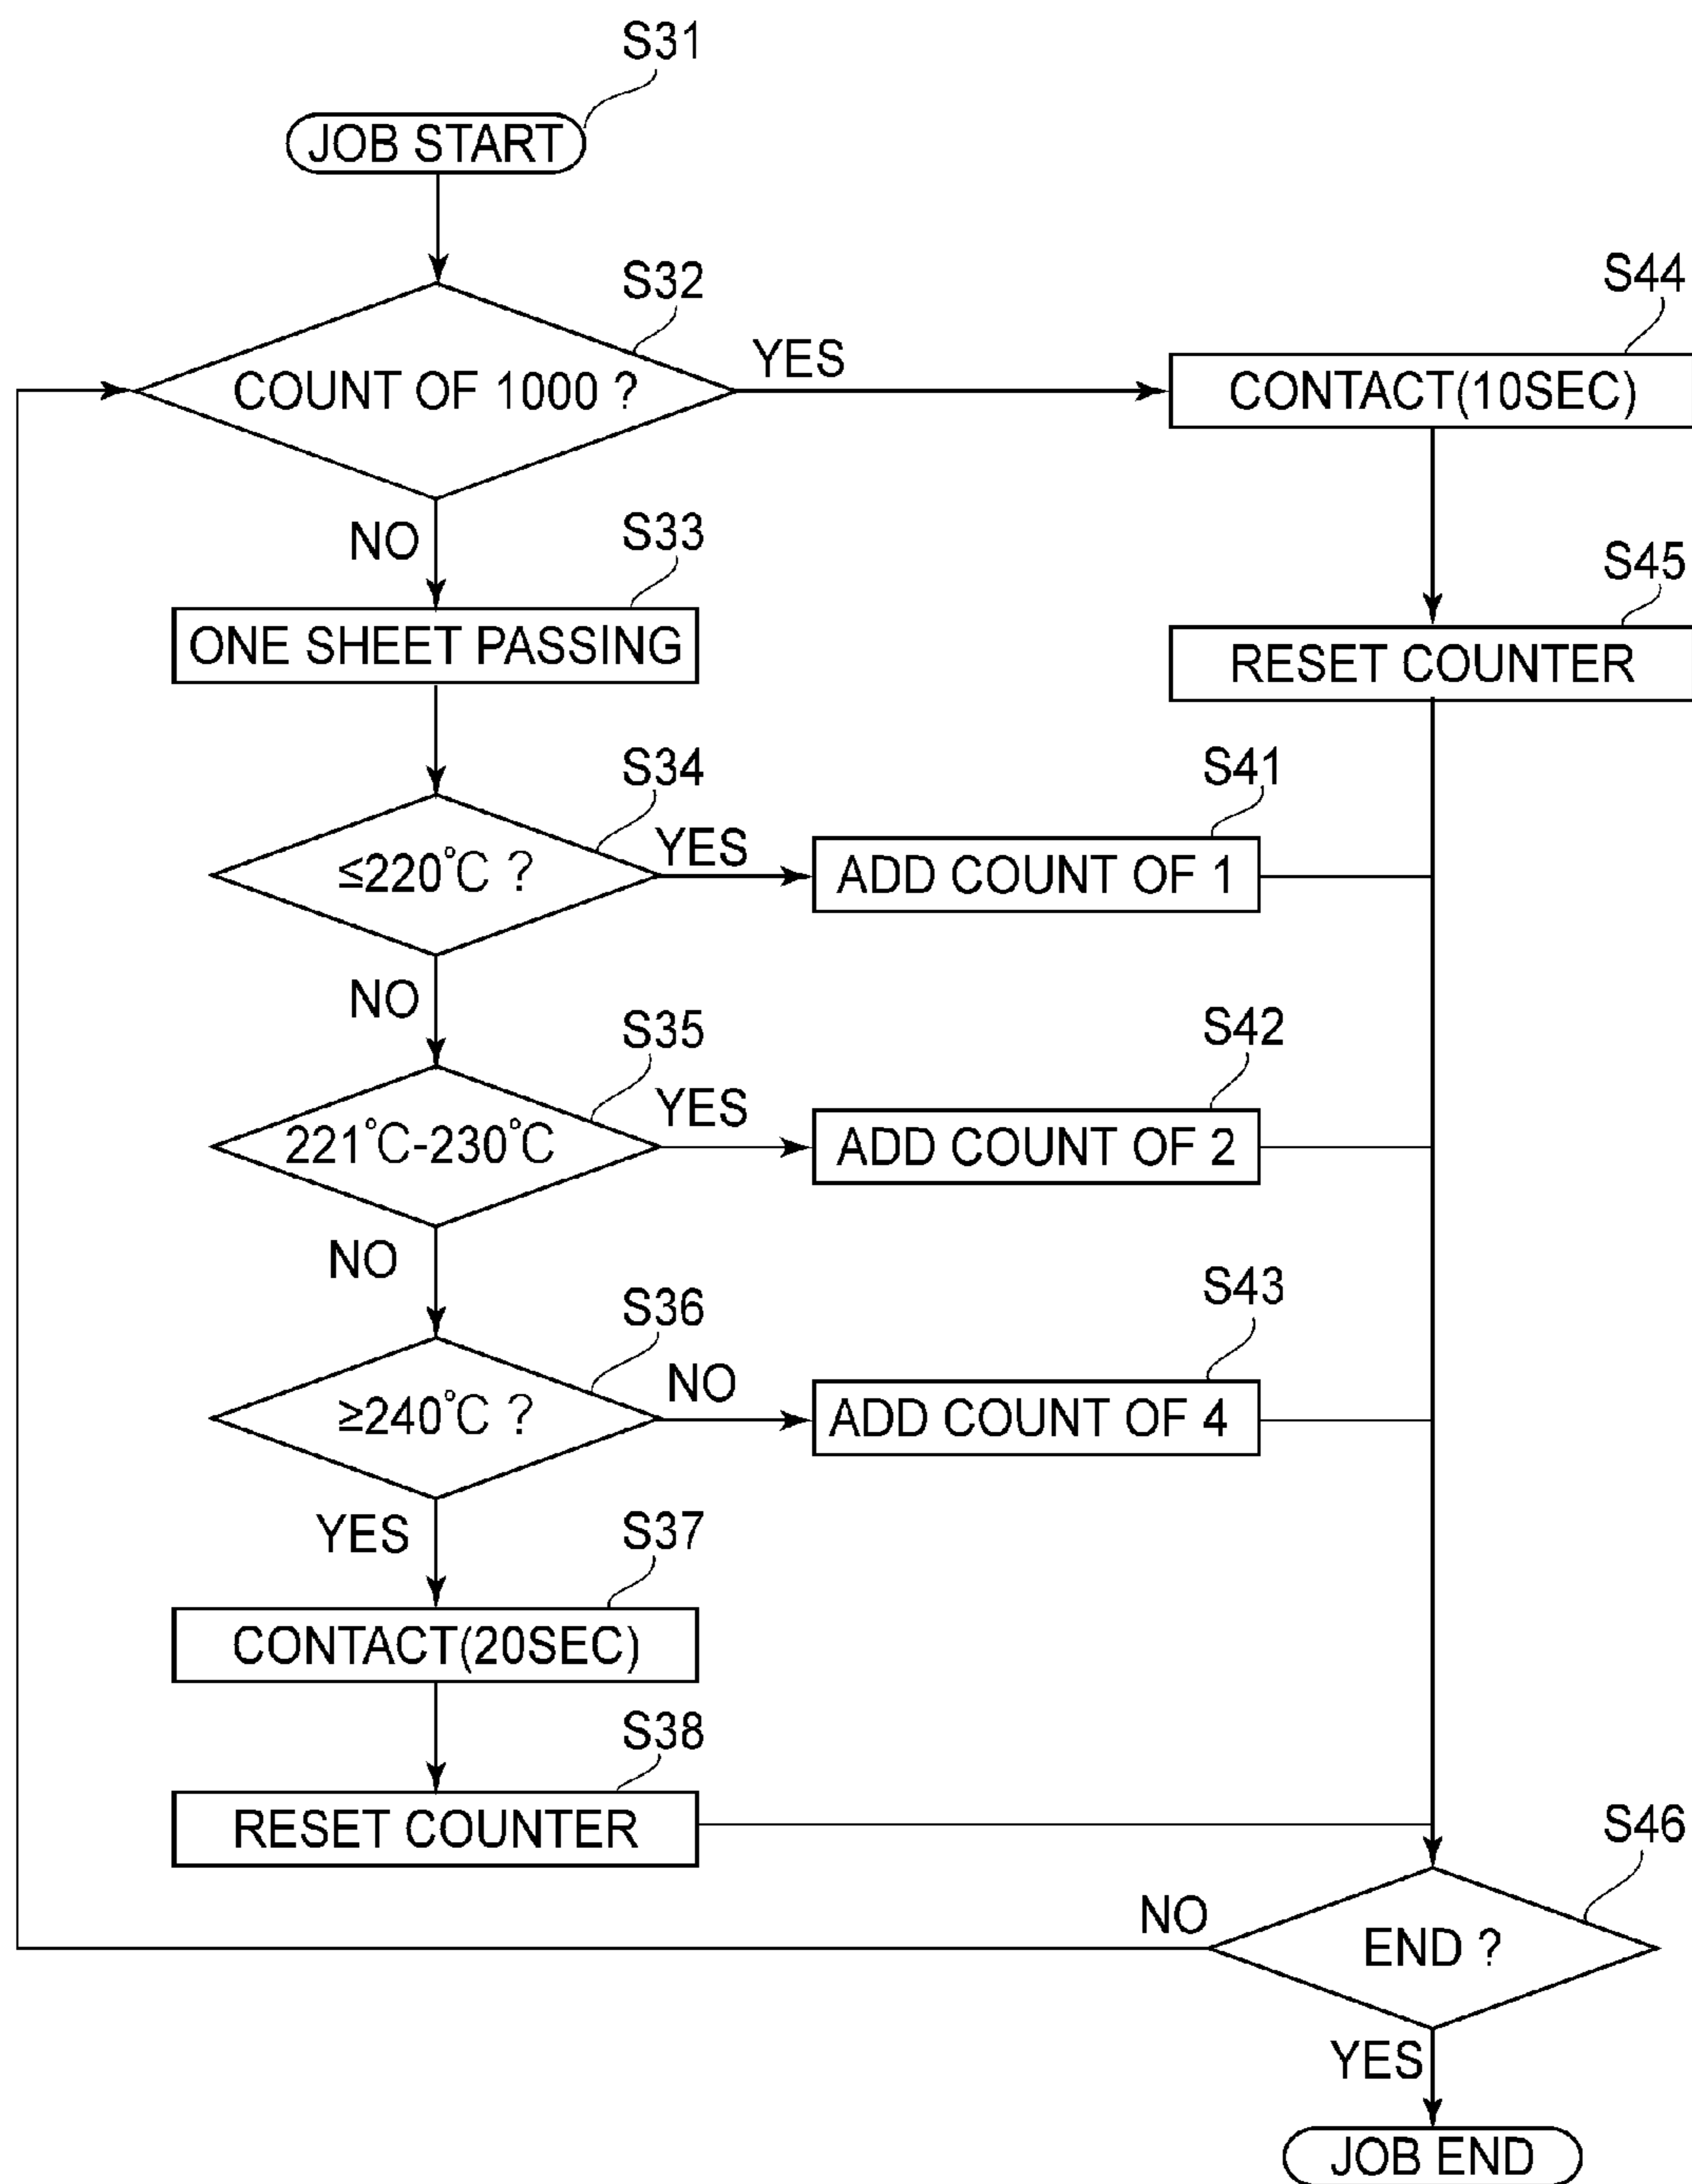 S31
JOB START
S32
COUNT OF 1000 ?
YES
S44
CONTACT(10SEC)
NO
S33
ONE SHEET PASSING
S45
RESET COUNTER
S34
≤220°C ?
YES
S41
ADD COUNT OF 1
NO
S35
221°C-230°C
YES
S42
ADD COUNT OF 2
NO
S36
≥240°C ?
NO
S43
ADD COUNT OF 4
YES
S37
CONTACT(20SEC)
S38
RESET COUNTER
S46
END ?
NO
YES
JOB END